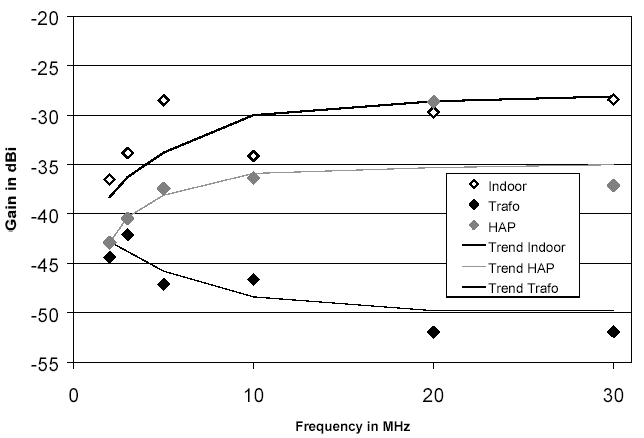 -20
-25
-30
-35
-40
-45
-50
-55
Gain in dBi
0
10
20
30
Frequency in MHz
Indoor
Trafo
HAP
Trend Indoor
Trend HAP
Trend Trafo